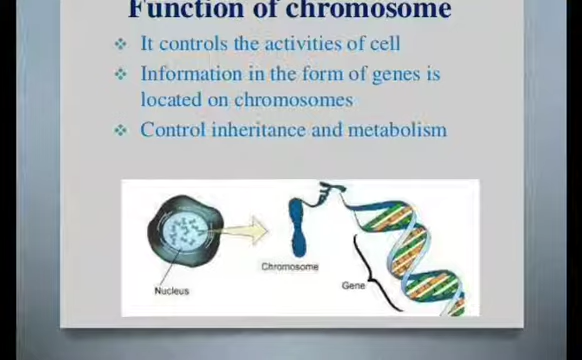 Function of chromosome
It controls the activities of cell
Information in the form of genes is
located on chromosomes
Control inheritance and metabolism
Chromosome
Gene
Nucleus